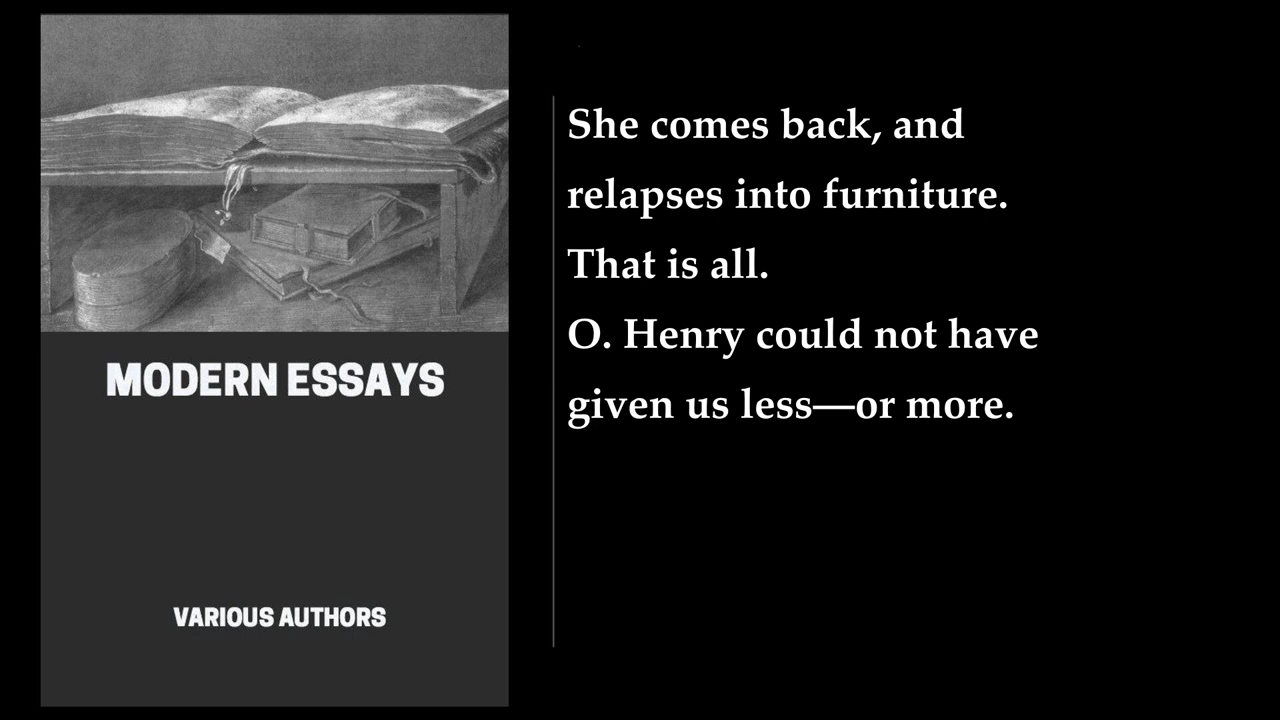 MODERN ESSAYS
VARIOUS AUTHORS
She comes back, and
relapses into furniture.
That is all.
O. Henry could not have
given us less—or more.